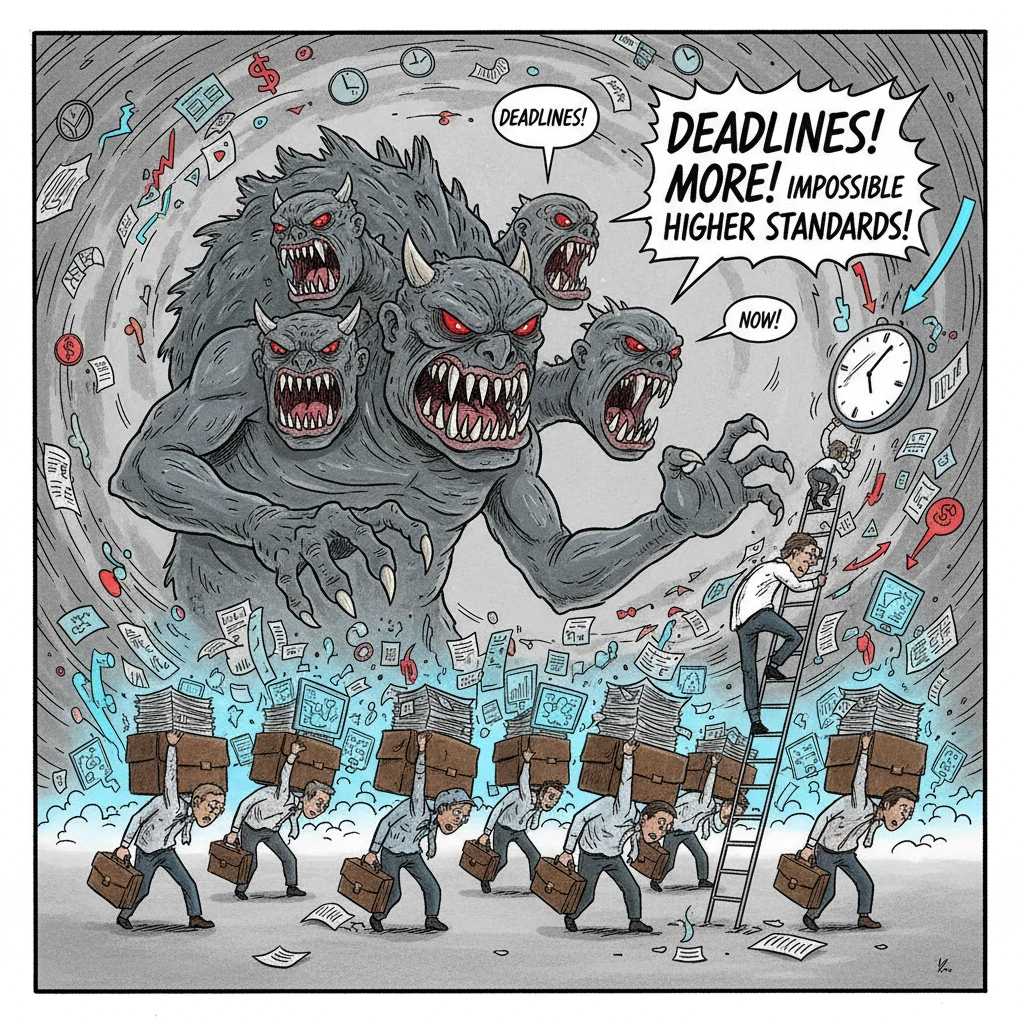 DEADLINES!
DEADLINES!
MORE! IMPOSSIBLE
HIGHER STANDARDS!
NOW!